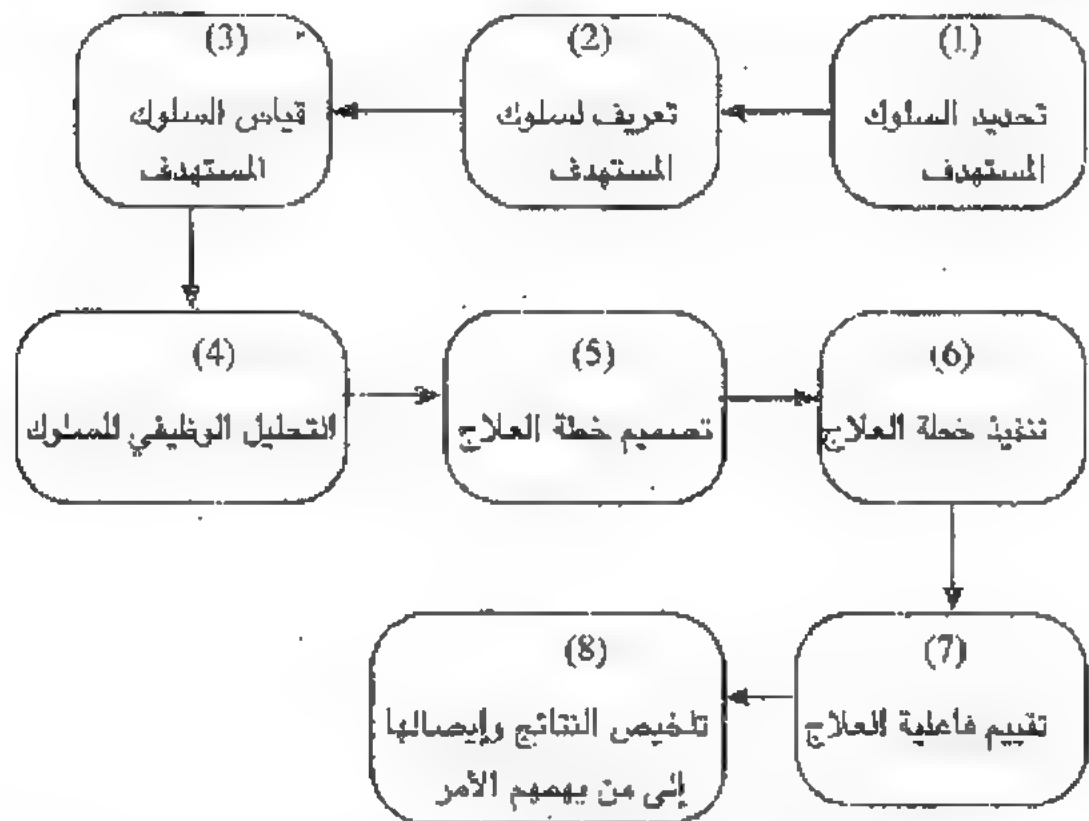 (1)
تحديد السلوك
المستهدف
(2)
تعريف لسلوك
المستهدف
(3)
قياس السلوك
المستهدف
(4)
التحليل الوظيفي للسلوك
(5)
تصميم خطة العلاج
(6)
تنفيذ خطة العلاج
(7)
تقييم فاعلية العلاج
(8)
تلخيص النتائج وإيصالها
إلى من يهمهم الأمر